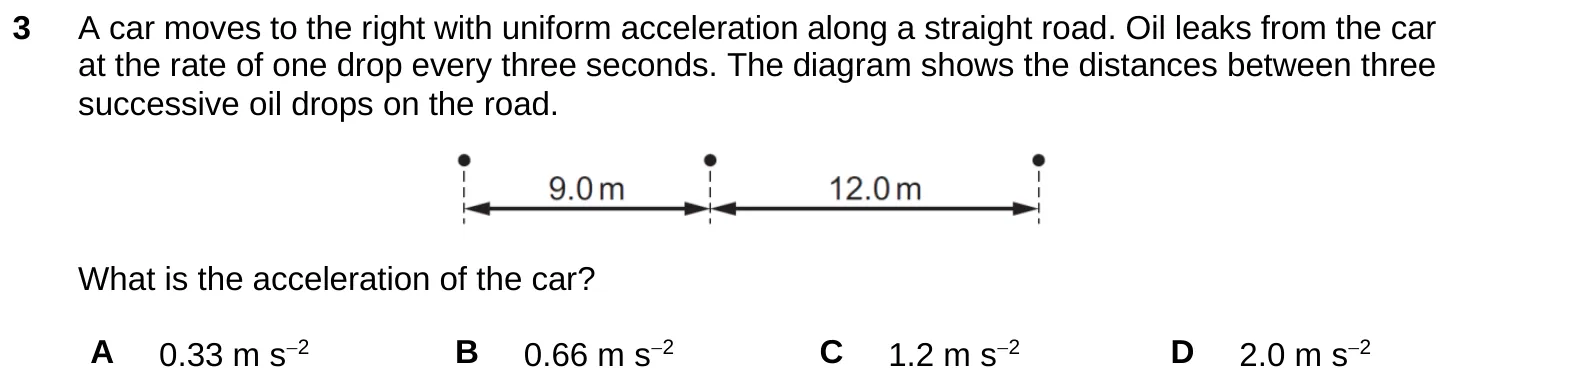 3 A car moves to the right with uniform acceleration along a straight road. Oil leaks from the car
at the rate of one drop every three seconds. The diagram shows the distances between three
successive oil drops on the road.
9.0 m 12.0 m
What is the acceleration of the car?
A 0.33 m s⁻² B 0.66 m s⁻² C 1.2 m s⁻² D 2.0 m s⁻²